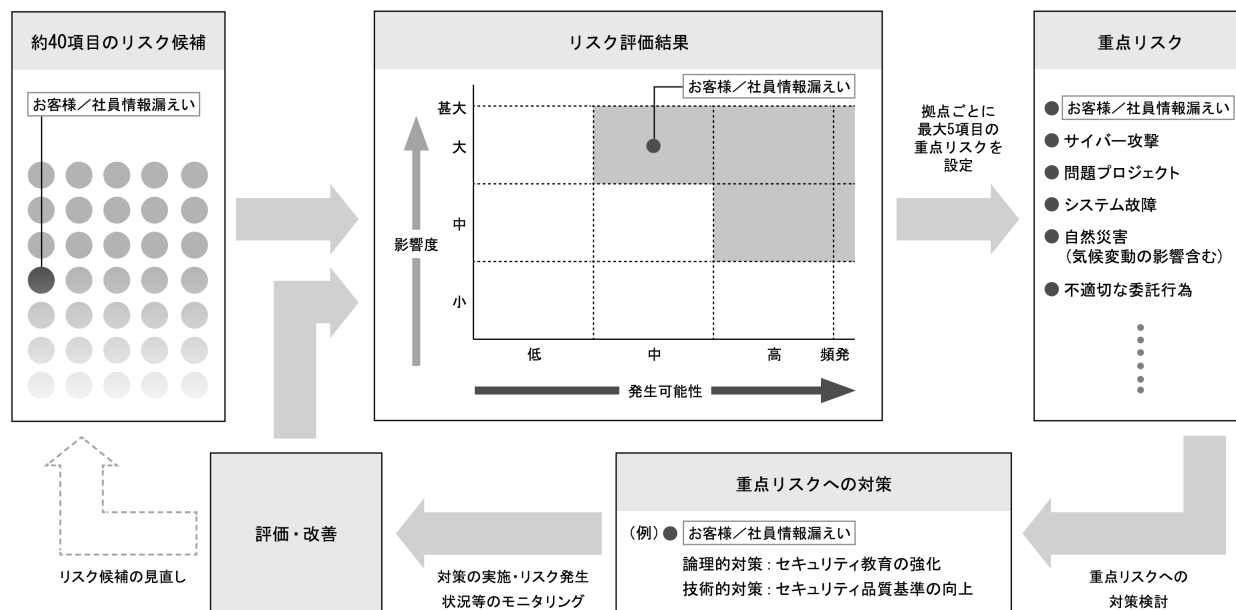 約40項目のリスク候補
お客様／社員情報漏えい
リスク評価結果
お客様／社員情報漏えい
甚大
大
中
小
影響度
低
中
高
頻発
発生可能性
拠点ごとに
最大5項目の
重点リスクを
設定
重点リスク
お客様／社員情報漏えい
サイバー攻撃
問題プロジェクト
システム故障
自然災害
(気候変動の影響含む)
不適切な委託行為
重点リスクへの
対策検討
重点リスクへの対策
(例) お客様／社員情報漏えい
論理的対策：セキュリティ教育の強化
技術的対策：セキュリティ品質基準の向上
対策の実施・リスク発生
状況等のモニタリング
評価・改善
リスク候補の見直し